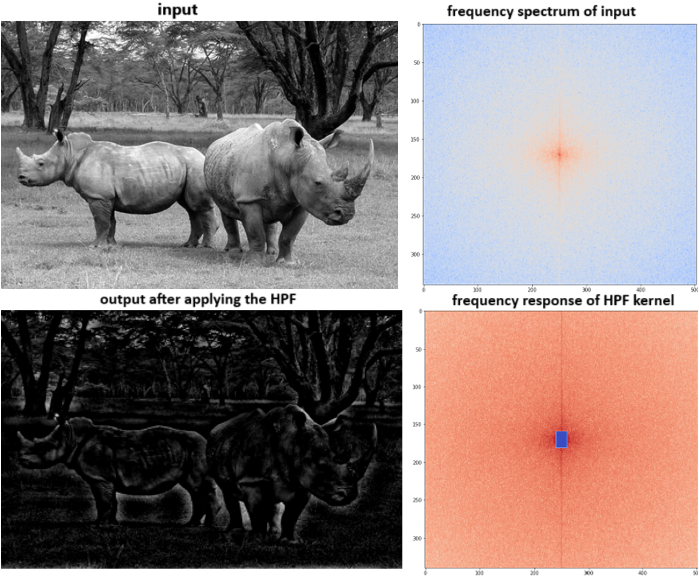 input
frequency spectrum of input
0
50
100
150
200
250
300
0 100 200 300 400 500
output after applying the HPF
frequency response of HPF kernel
0
50
100
150
200
250
300
0 100 200 300 400 500